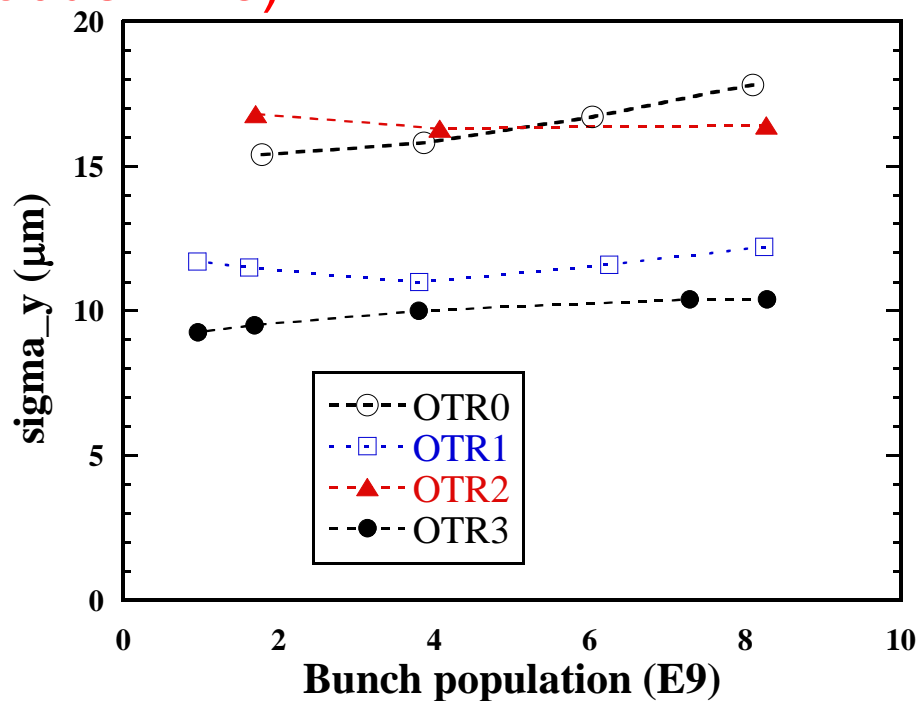 20
15
10
5
0
sigma_y (μm)
OTR0
OTR1
OTR2
OTR3
0 2 4 6 8 10
Bunch population (E9)